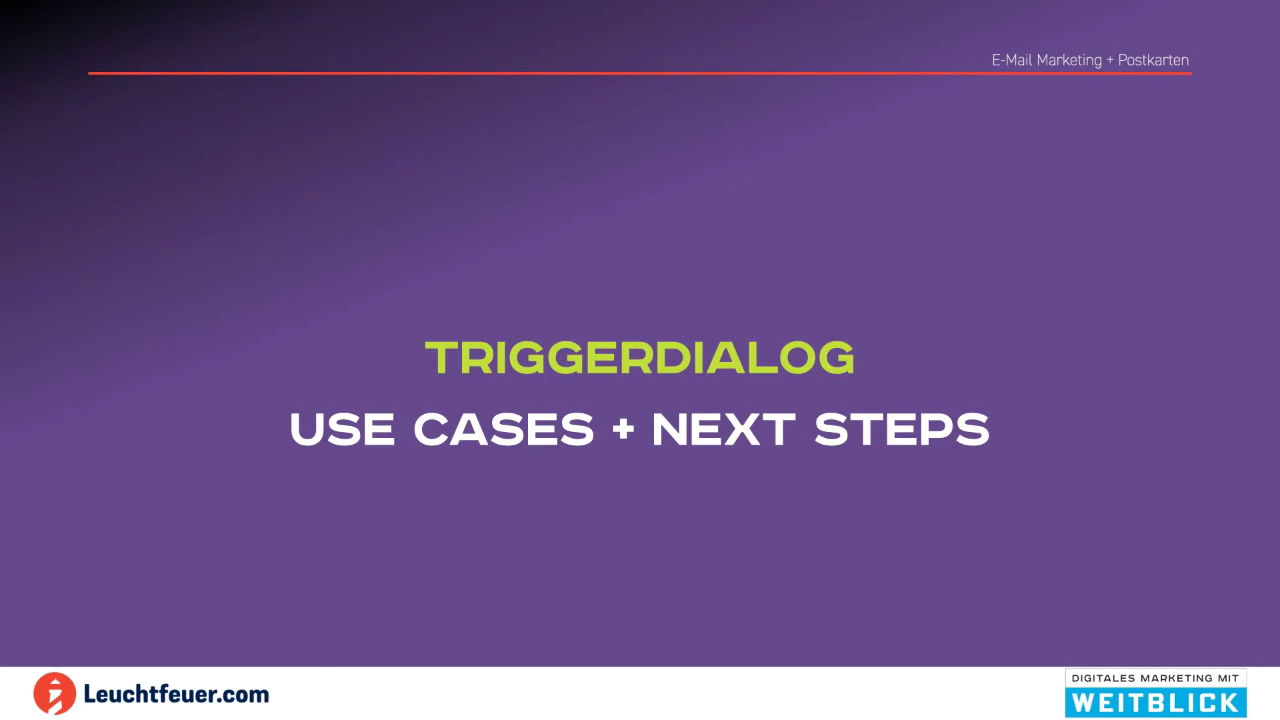 E-Mail Marketing + Postkarten
TRIGGERDIALOG
USE CASES + NEXT STEPS
Leuchtfeuer.com
DIGITALES MARKETING MIT
WEITBLICK